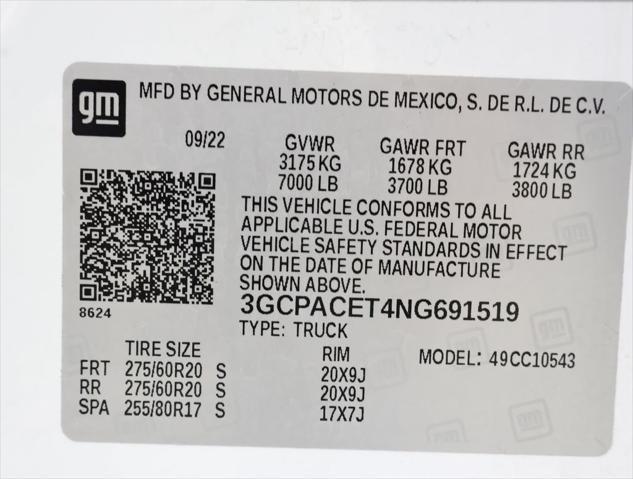 gm
MFD BY GENERAL MOTORS DE MEXICO, S. DE R.L. DE C.V.
09/22 GVWR GAWR FRT GAWR RR
3175 KG 1678 KG 1724 KG
7000 LB 3700 LB 3800 LB
THIS VEHICLE CONFORMS TO ALL
APPLICABLE U.S. FEDERAL MOTOR
VEHICLE SAFETY STANDARDS IN EFFECT
ON THE DATE OF MANUFACTURE
SHOWN ABOVE.
8624
3GCPACET4NG691519
TYPE: TRUCK
TIRE SIZE RIM MODEL: 49CC10543
FRT 275/60R20 S 20X9J
RR 275/60R20 S 20X9J
SPA 255/80R17 S 17X7J